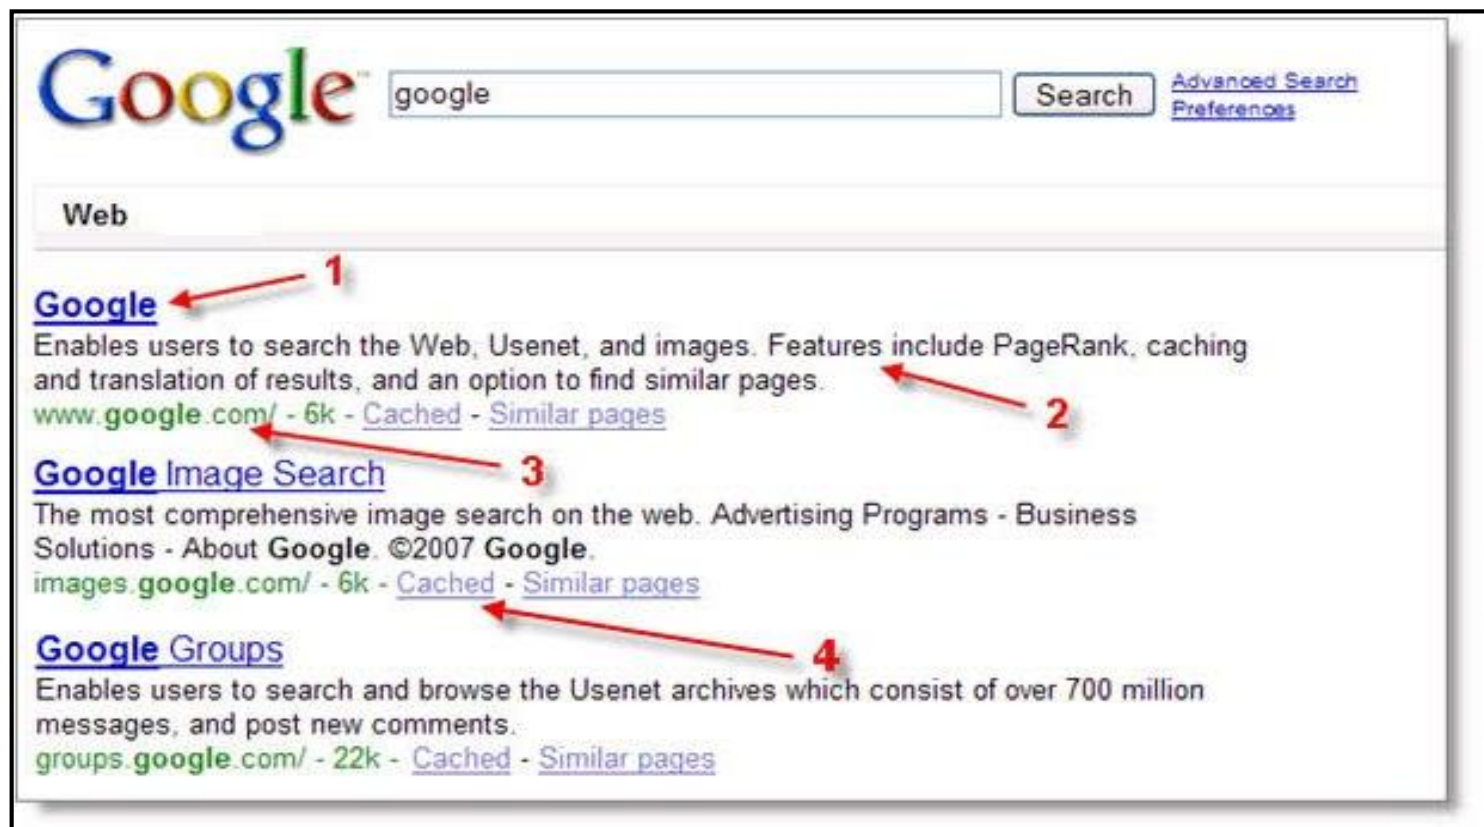 Google™
google
Search
Advanced Search
Preferences
Web
1
Google
Enables users to search the Web, Usenet, and images. Features include PageRank, caching
and translation of results, and an option to find similar pages.
2
www.google.com/ - 6k - Cached - Similar pages
3
Google Image Search
The most comprehensive image search on the web. Advertising Programs - Business
Solutions - About Google. ©2007 Google.
images.google.com/ - 6k - Cached - Similar pages
4
Google Groups
Enables users to search and browse the Usenet archives which consist of over 700 million
messages, and post new comments.
groups.google.com/ - 22k - Cached - Similar pages